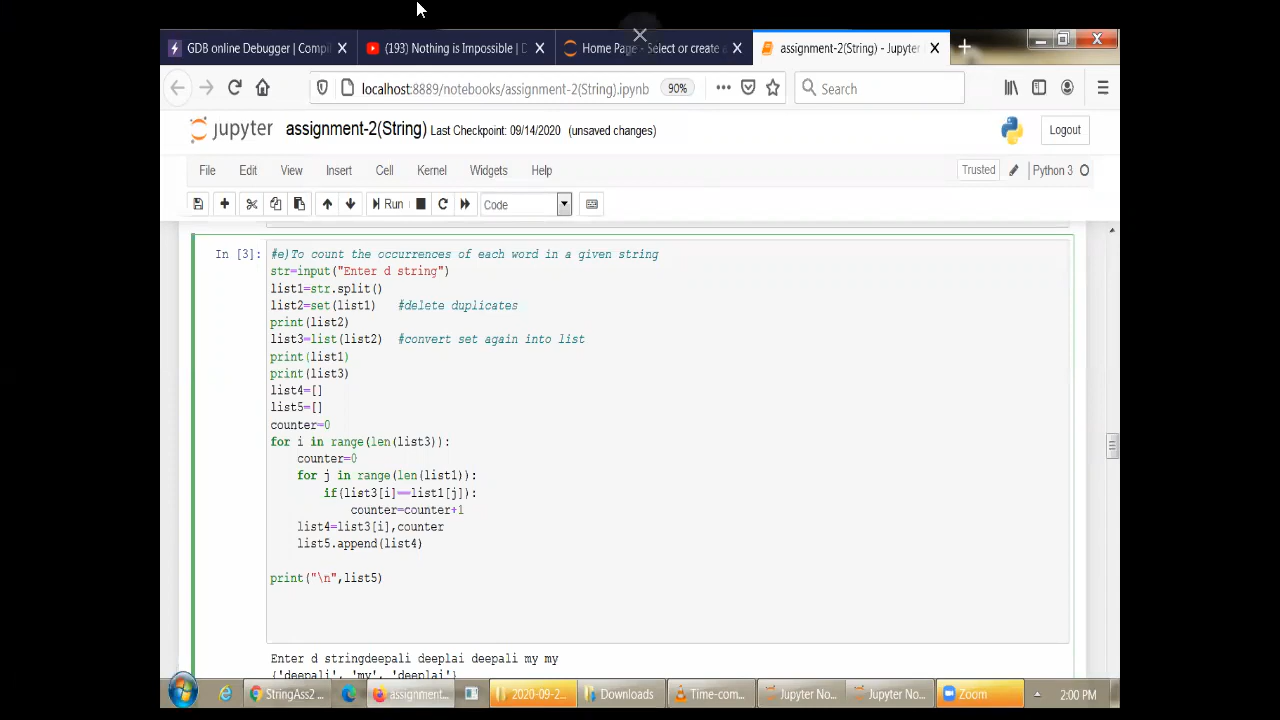 GDB online Debugger | Compi
(193) Nothing is Impossible |
Home Page - Select or create a
assignment-2(String) - Jupyter
localhost:8889/notebooks/assignment-2(String).ipynb
90%
Search
jupyter
assignment-2(String) Last Checkpoint: 09/14/2020 (unsaved changes)
Logout
File Edit View Insert Cell Kernel Widgets Help
Trusted
Python 3
Run
Code
In [3]:
#e)To count the occurrences of each word in a given string
str=input("Enter d string")
list1=str.split()
list2=set(list1) #delete duplicates
print(list2)
list3=list(list2) #convert set again into list
print(list1)
print(list3)
list4=[]
list5=[]
counter=0
for i in range(len(list3)):
counter=0
for j in range(len(list1)):
if(list3[i]==list1[j]):
counter=counter+1
list4=list3[i],counter
list5.append(list4)
print("\n",list5)
Enter d stringdeepali deeplai deepali my my
{'deepali', 'my', 'deeplai'}
StringAss2 ...
assignment...
2020-09-2...
Downloads
Time-com...
Jupyter No...
Jupyter No...
Zoom
2:00 PM